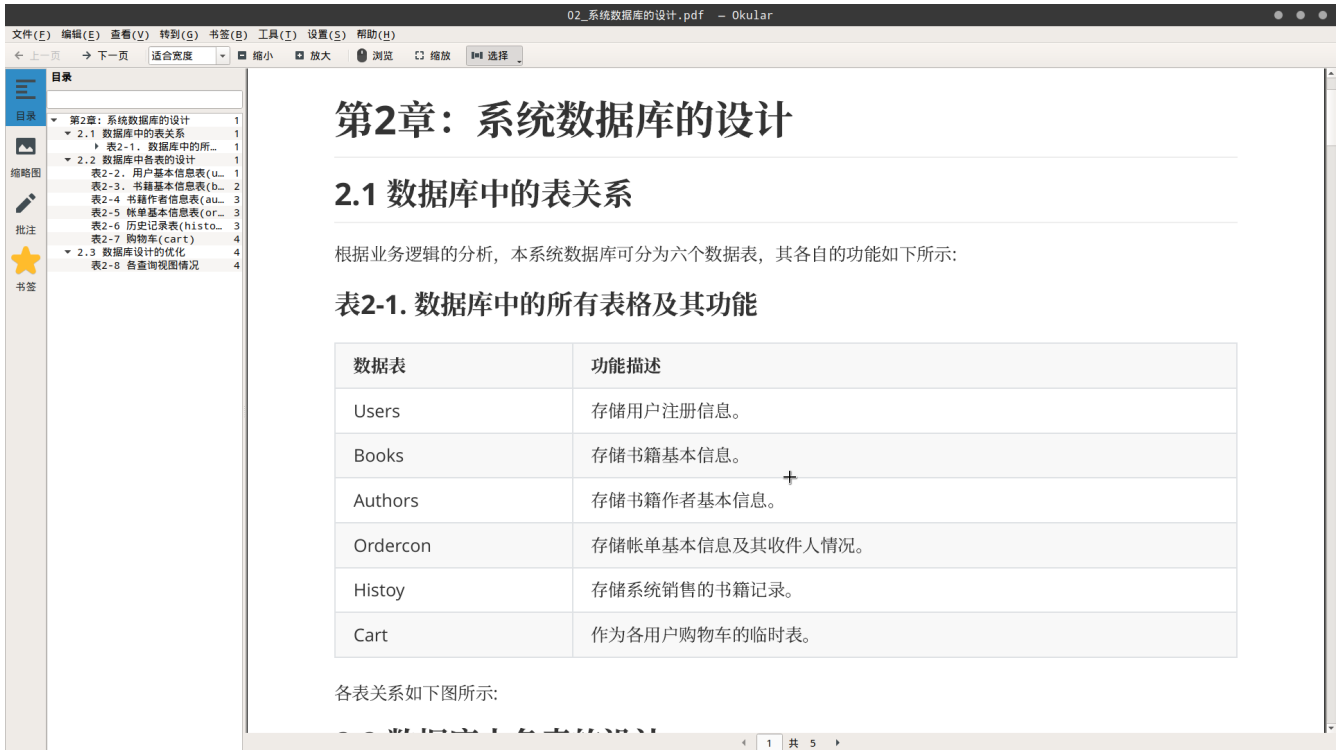 02_系统数据库的设计.pdf — Okular
文件(F) 编辑(E) 查看(V) 转到(G) 书签(B) 工具(T) 设置(S) 帮助(H)
上一页 下一页 适合宽度 缩小 放大 浏览 缩放 选择
目录
目录
缩略图
批注
书签
第2章: 系统数据库的设计 1
2.1 数据库中的表关系 1
表2-1. 数据库中的所… 1
2.2 数据库中各表的设计 1
表2-2. 用户基本信息表(u… 1
表2-3. 书籍基本信息表(b… 2
表2-4 书籍作者信息表(au… 3
表2-5 帐单基本信息表(or… 3
表2-6 历史记录表(histo… 3
表2-7 购物车(cart) 4
2.3 数据库设计的优化 4
表2-8 各查询视图情况 4
第2章：系统数据库的设计
2.1 数据库中的表关系
根据业务逻辑的分析，本系统数据库可分为六个数据表，其各自的功能如下所示:
表2-1. 数据库中的所有表格及其功能
数据表 功能描述
Users 存储用户注册信息。
Books 存储书籍基本信息。
Authors 存储书籍作者基本信息。
Ordercon 存储帐单基本信息及其收件人情况。
Histoy 存储系统销售的书籍记录。
Cart 作为各用户购物车的临时表。
各表关系如下图所示:
2.2 数据库中各表的设计
1 共 5